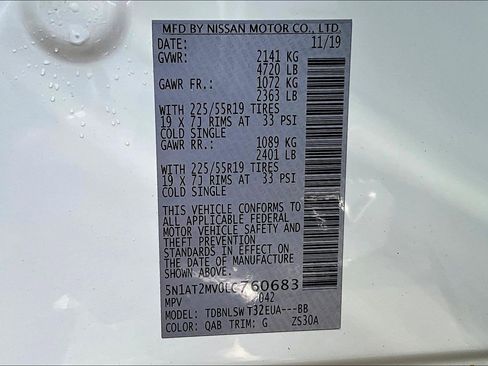 MFD BY NISSAN MOTOR CO., LTD.
DATE: 11/19
GVWR: 2141 KG
4720 LB
GAWR FR.: 1072 KG
2363 LB
WITH 225/55R19 TIRES
19 X 7J RIMS AT 33 PSI
COLD SINGLE
GAWR RR.: 1089 KG
2401 LB
WITH 225/55R19 TIRES
19 X 7J RIMS AT 33 PSI
COLD SINGLE
THIS VEHICLE CONFORMS TO
ALL APPLICABLE FEDERAL
MOTOR VEHICLE SAFETY AND
THEFT PREVENTION
STANDARDS IN EFFECT ON THE
DATE OF MANUFACTURE
SHOWN ABOVE.
5N1AT2MV0LC760683
MPV 7042
MODEL: TDBNLSW T32EUA---BB
COLOR: QAB TRIM: G ZS30A